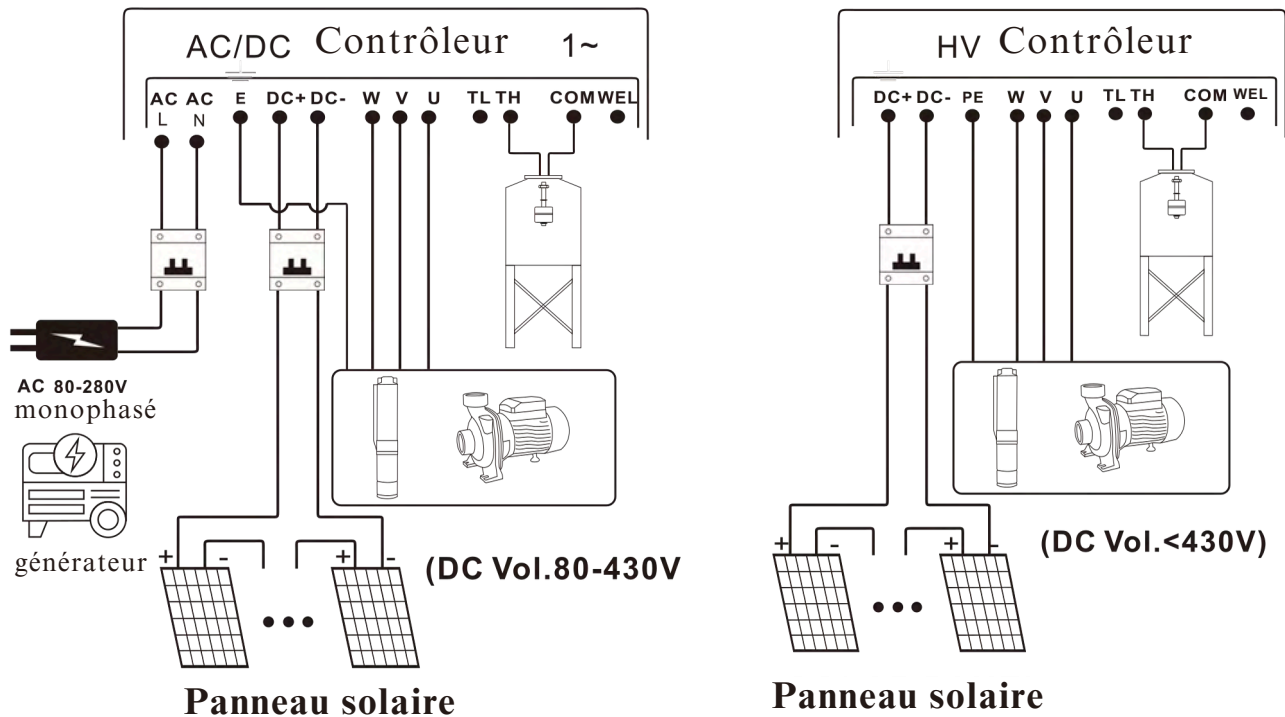 AC/DC Contrôleur 1~
AC AC E DC+ DC- W V U TL TH COM WEL
L N
AC 80-280V
monophasé
générateur
+ - + -
(DC Vol.80-430V
Panneau solaire
HV Contrôleur
DC+ DC- PE W V U TL TH COM WEL
+ - + -
(DC Vol.<430V)
Panneau solaire